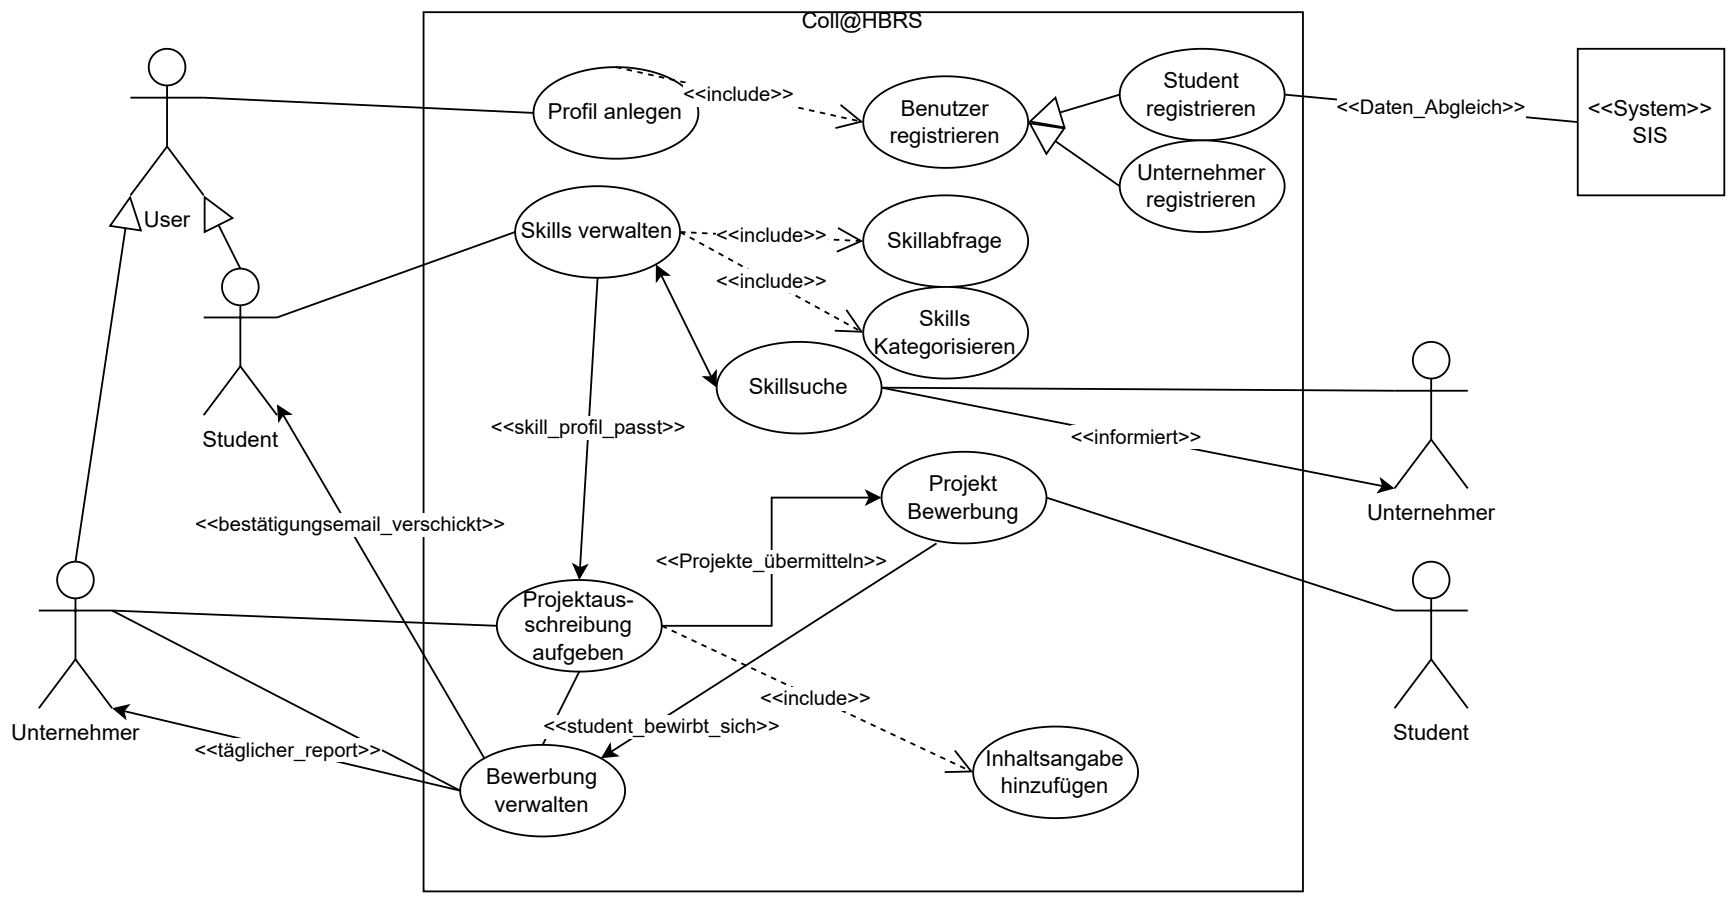 Coll@HBRS
Profil anlegen
<<include>>
Benutzer
registrieren
Student
registrieren
<<Daten_Abgleich>>
<<System>>
SIS
Unternehmer
registrieren
User
Skills verwalten
<<include>>
Skillabfrage
<<include>>
Skills
Kategorisieren
Skillsuche
Student
<<skill_profil_passt>>
<<informiert>>
Unternehmer
Projekt
Bewerbung
<<bestätigungsemail_verschickt>>
<<Projekte_übermitteln>>
Projektaus-
schreibung
aufgeben
<<include>>
<<student_bewirbt_sich>>
Unternehmer
<<täglicher_report>>
Student
Bewerbung
verwalten
Inhaltsangabe
hinzufügen